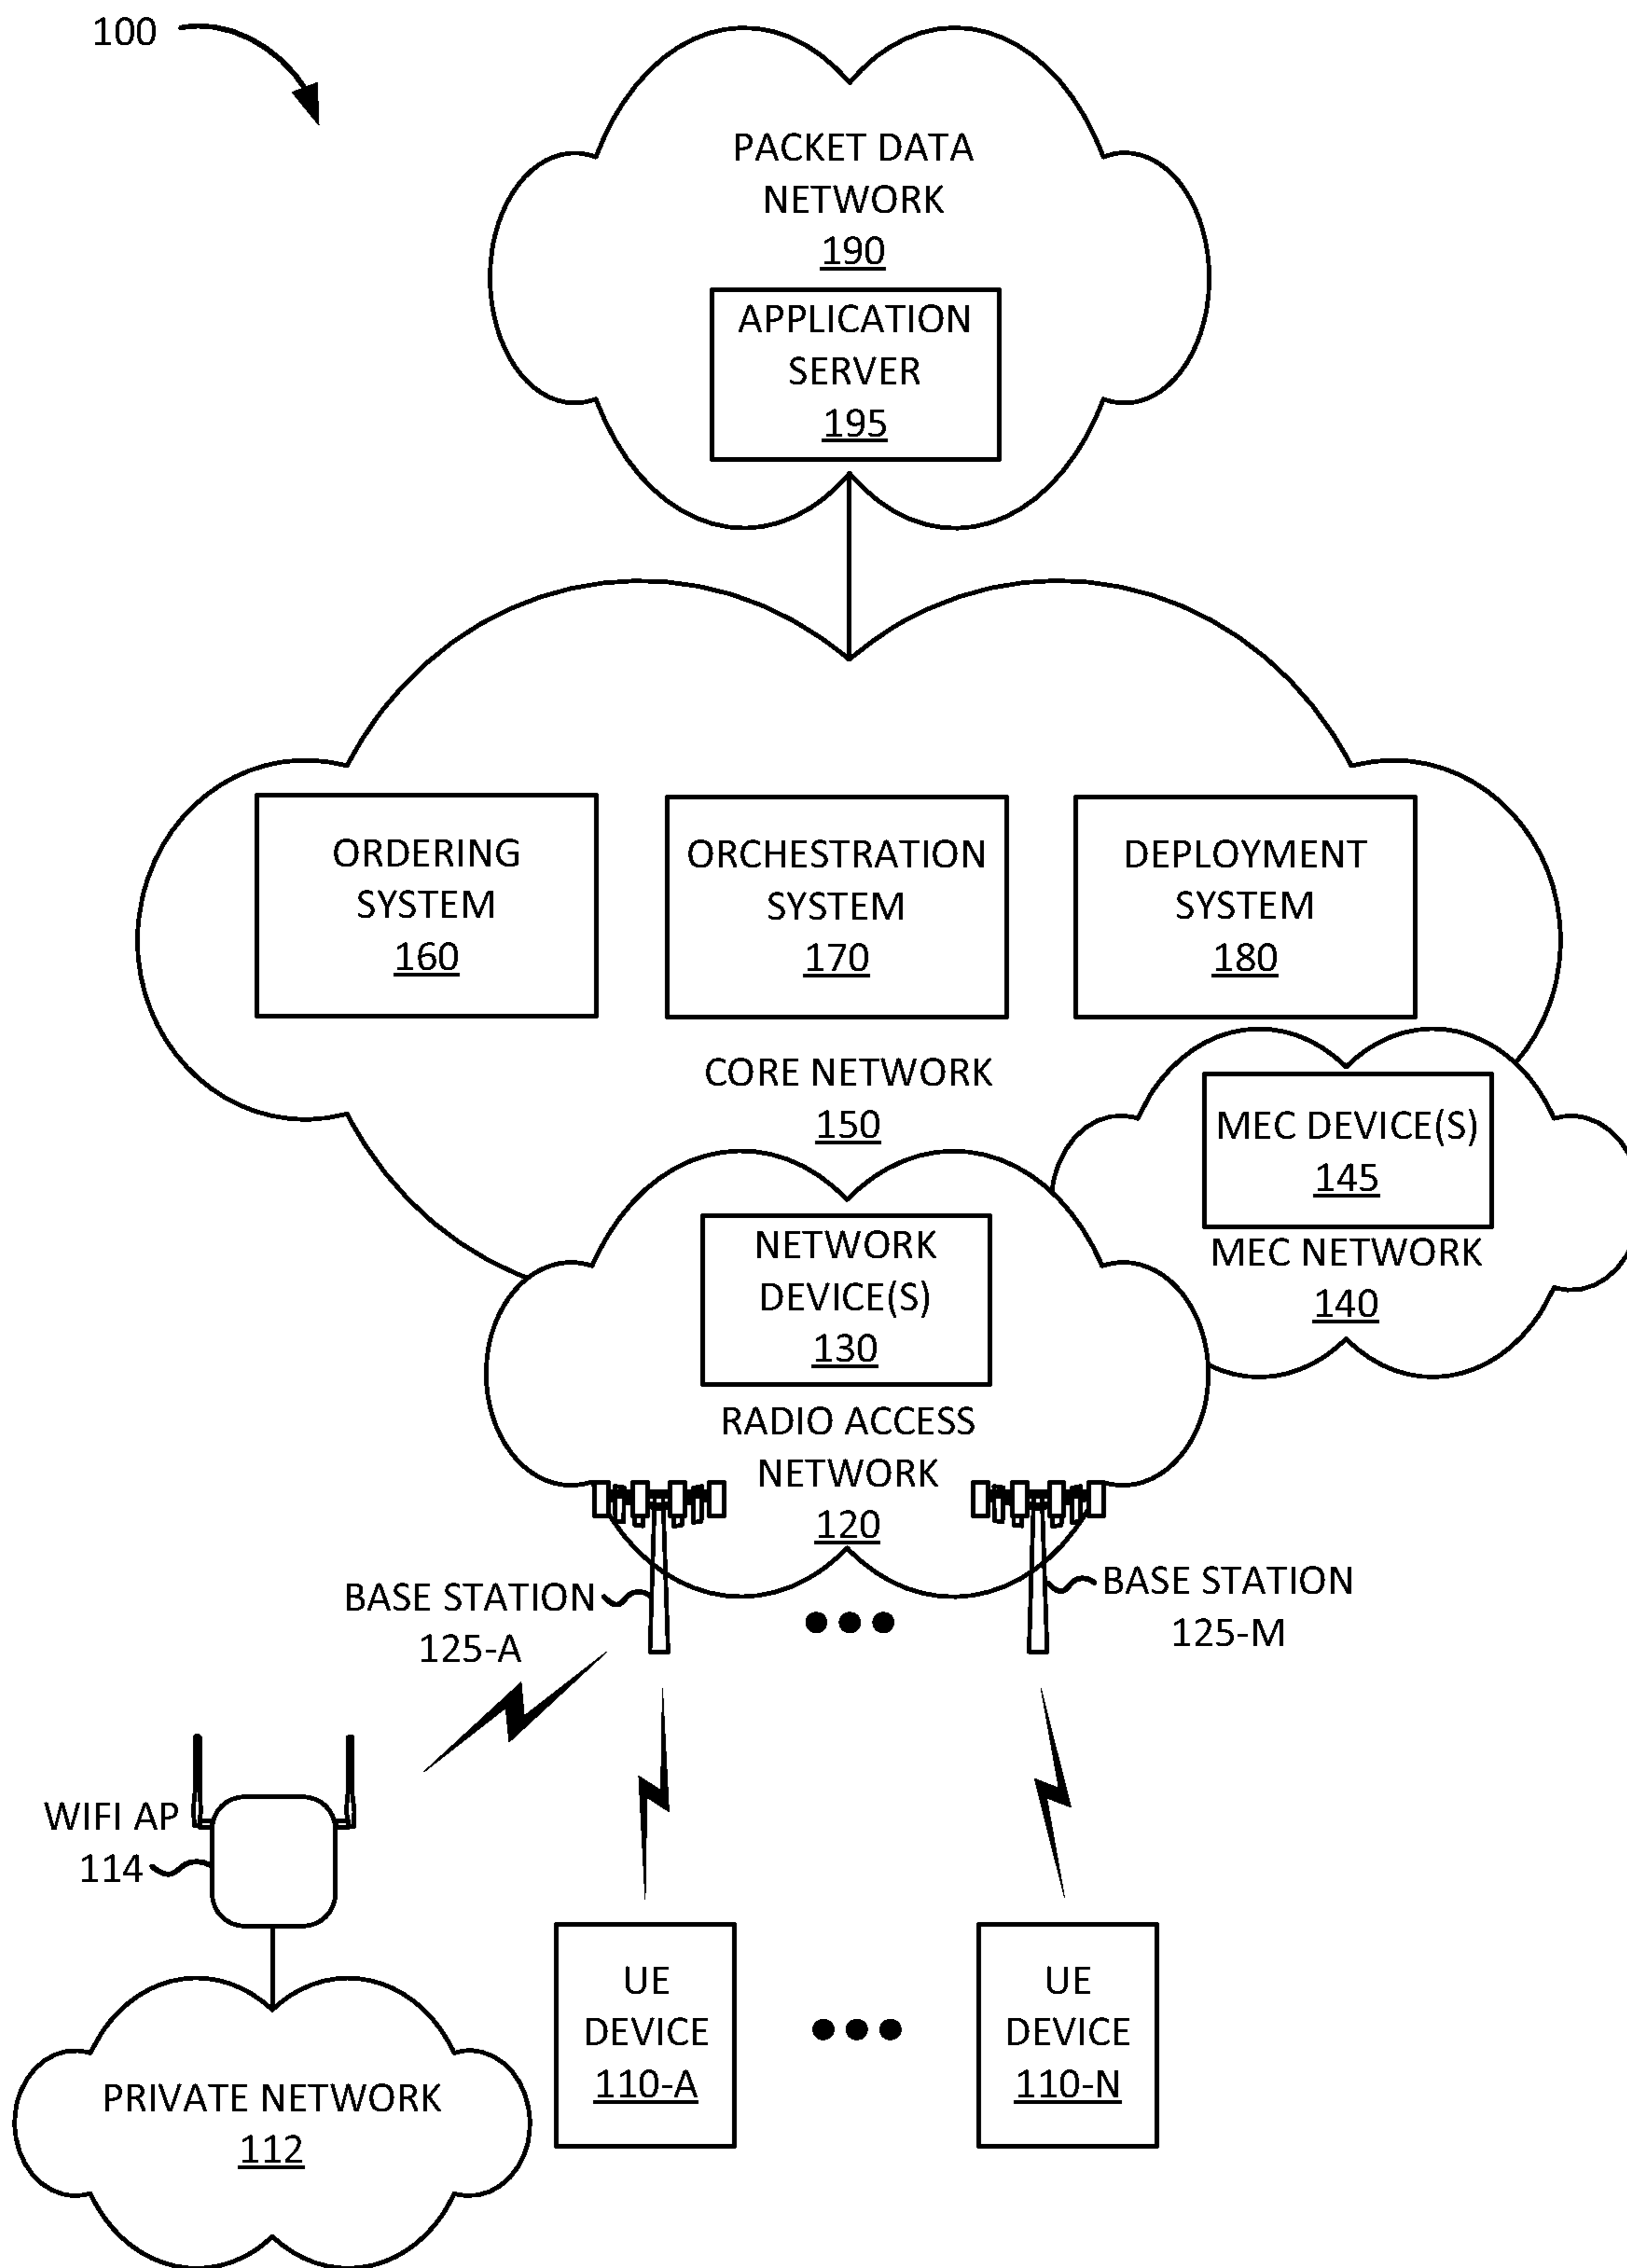 100
PACKET DATA
NETWORK
190
APPLICATION
SERVER
195
ORDERING
SYSTEM
160
ORCHESTRATION
SYSTEM
170
DEPLOYMENT
SYSTEM
180
CORE NETWORK
150
MEC DEVICE(S)
145
MEC NETWORK
140
NETWORK
DEVICE(S)
130
RADIO ACCESS
NETWORK
120
BASE STATION
125-A
BASE STATION
125-M
WIFI AP
114
UE
DEVICE
110-A
UE
DEVICE
110-N
PRIVATE NETWORK
112